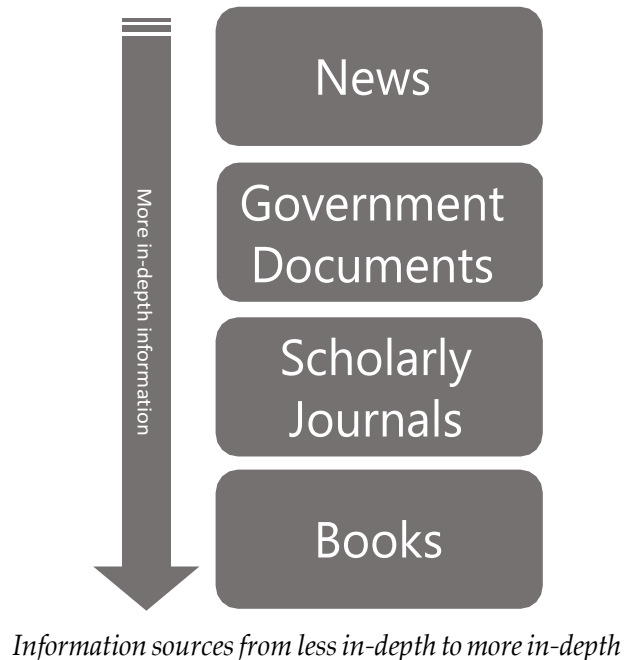 News
Government
Documents
Scholarly
Journals
Books
More in-depth information
Information sources from less in-depth to more in-depth